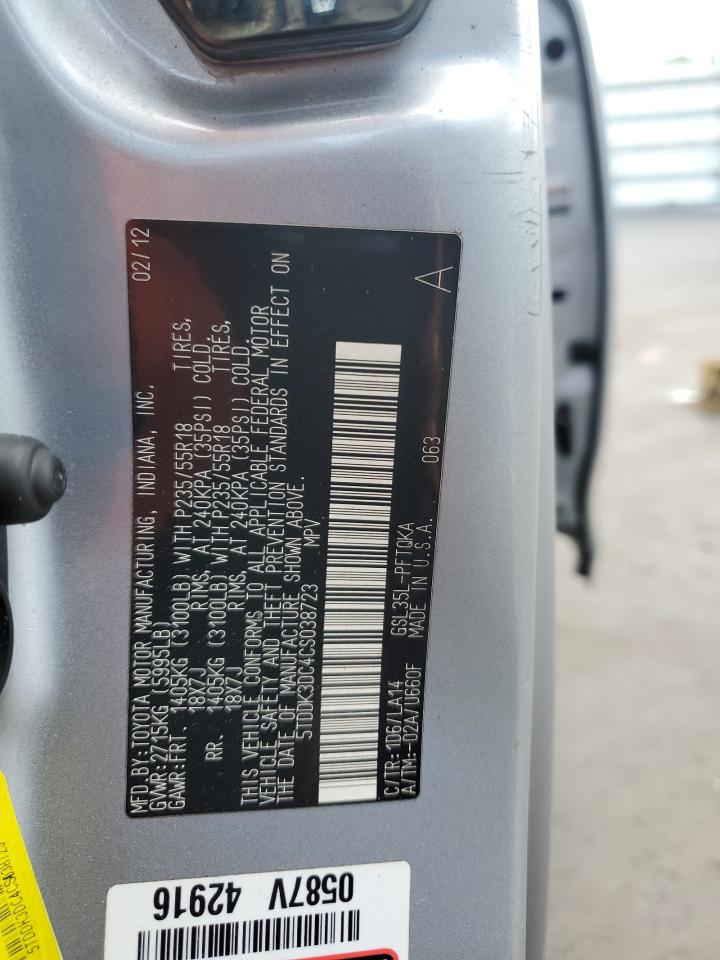 MFD.BY:TOYOTA MOTOR MANUFACTURING, INDIANA, INC. 02/12
GVWR:2715KG (5995LB)
GAWR:FRT. 1405KG (3100LB) WITH P235/55R18 TIRES,
18X7J RIMS, AT 240KPA (35PSI) COLD.
RR. 1405KG (3100LB) WITH P235/55R18 TIRES,
18X7J RIMS, AT 240KPA (35PSI) COLD.
THIS VEHICLE CONFORMS TO ALL APPLICABLE FEDERAL MOTOR
VEHICLE SAFETY AND THEFT PREVENTION STANDARDS IN EFFECT ON
THE DATE OF MANUFACTURE SHOWN ABOVE.
5TDDK3DC4CS038723 MPV
C/TR:1D6/LA14 063 A
A/TM:-02A/U660F GSL35L-PFTQKA
MADE IN U.S.A.
0587V
42916